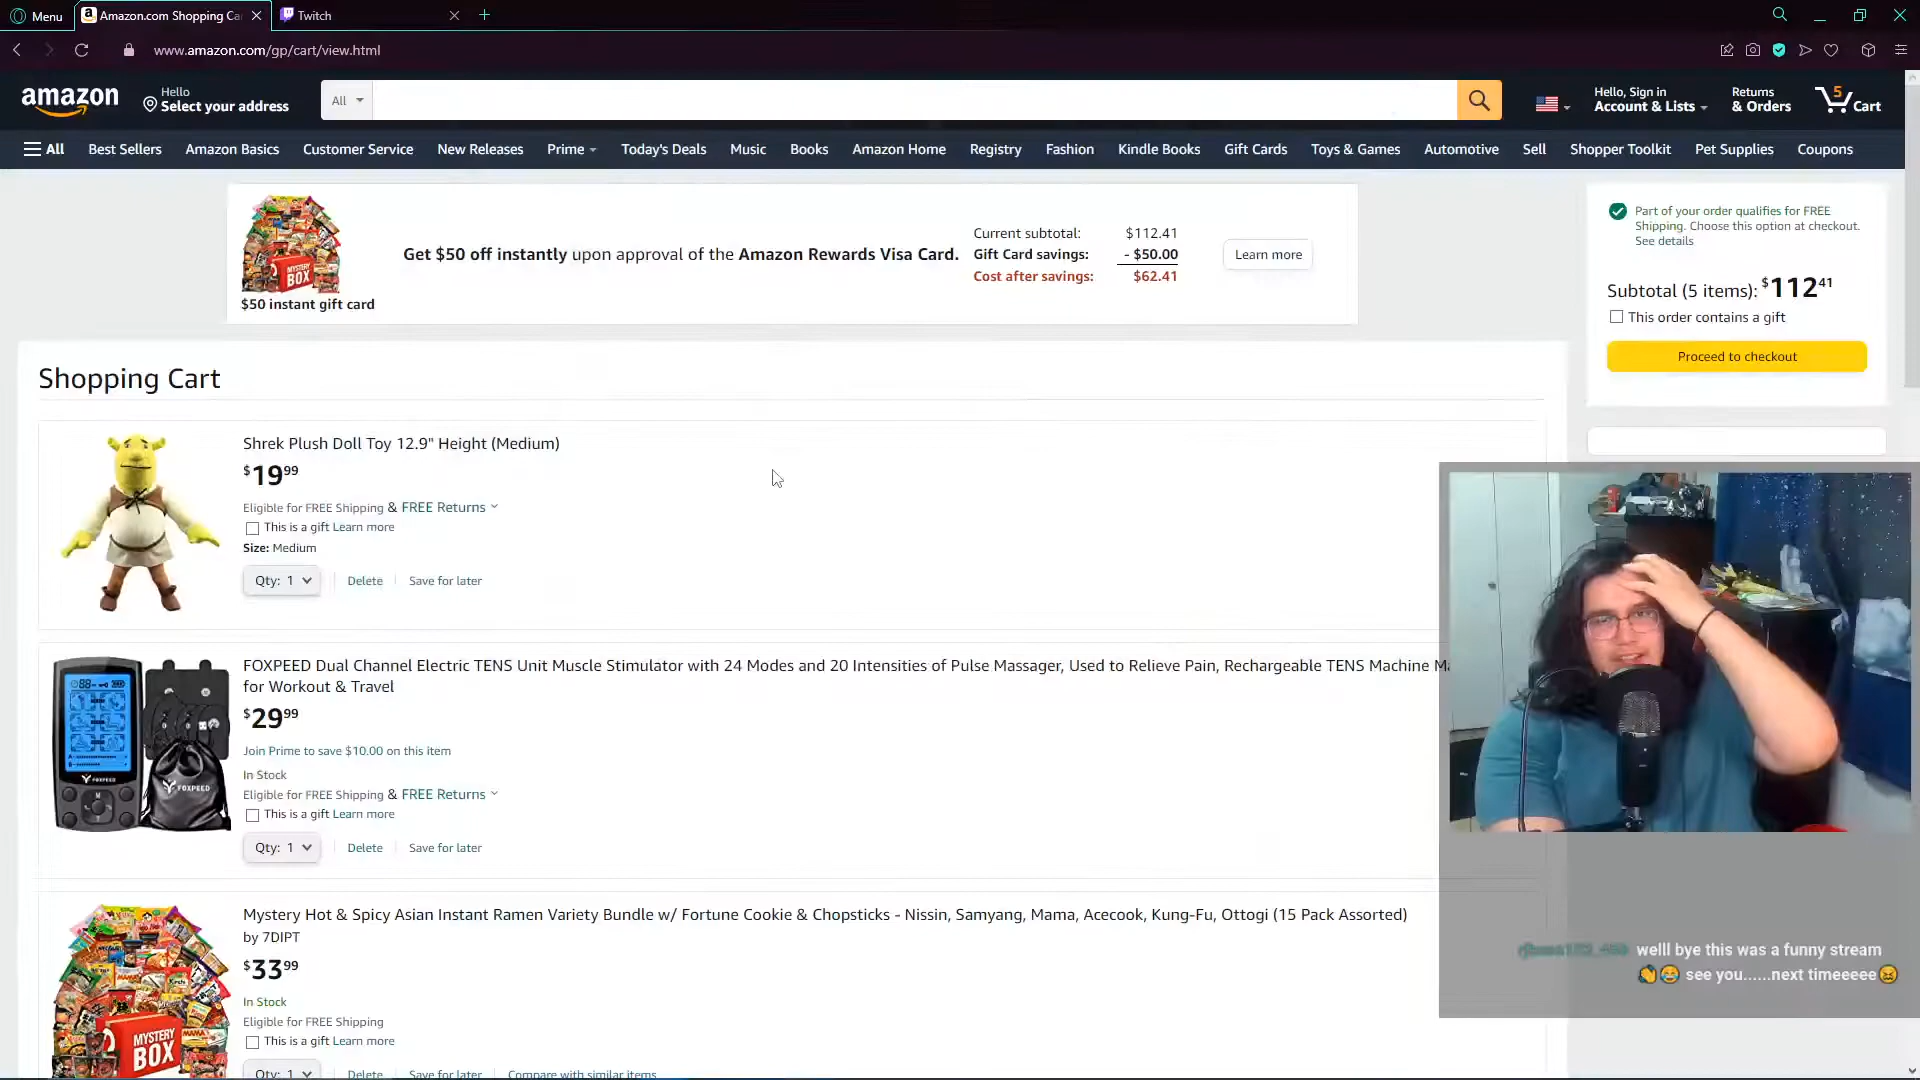 Menu
Amazon.com Shopping Ca
Twitch
www.amazon.com/gp/cart/view.html
amazon
Hello
Select your address
All
Hello, Sign in
Account & Lists
Returns
& Orders
5
Cart
All
Best Sellers
Amazon Basics
Customer Service
New Releases
Prime
Today's Deals
Music
Books
Amazon Home
Registry
Fashion
Kindle Books
Gift Cards
Toys & Games
Automotive
Sell
Shopper Toolkit
Pet Supplies
Coupons
MYSTERY
BOX
$50 instant gift card
Get $50 off instantly upon approval of the Amazon Rewards Visa Card.
Current subtotal: $112.41
Gift Card savings: - $50.00
Cost after savings: $62.41
Learn more
Part of your order qualifies for FREE
Shipping. Choose this option at checkout.
See details
Subtotal (5 items): $112 41
This order contains a gift
Proceed to checkout
Shopping Cart
Shrek Plush Doll Toy 12.9" Height (Medium)
$19 99
Eligible for FREE Shipping & FREE Returns
This is a gift Learn more
Size: Medium
Qty: 1
Delete
Save for later
FOXPEED Dual Channel Electric TENS Unit Muscle Stimulator with 24 Modes and 20 Intensities of Pulse Massager, Used to Relieve Pain, Rechargeable TENS Machine Ma
for Workout & Travel
$29 99
Join Prime to save $10.00 on this item
In Stock
Eligible for FREE Shipping & FREE Returns
This is a gift Learn more
Qty: 1
Delete
Save for later
FOXPEED
FOXPEED
Mystery Hot & Spicy Asian Instant Ramen Variety Bundle w/ Fortune Cookie & Chopsticks - Nissin, Samyang, Mama, Acecook, Kung-Fu, Ottogi (15 Pack Assorted)
by 7DIPT
$33 99
In Stock
Eligible for FREE Shipping
This is a gift Learn more
Qty: 1
Delete
Save for later
Compare with similar items
MYSTERY
BOX
welll bye this was a funny stream
👏😂 see you......next timeeeee😖